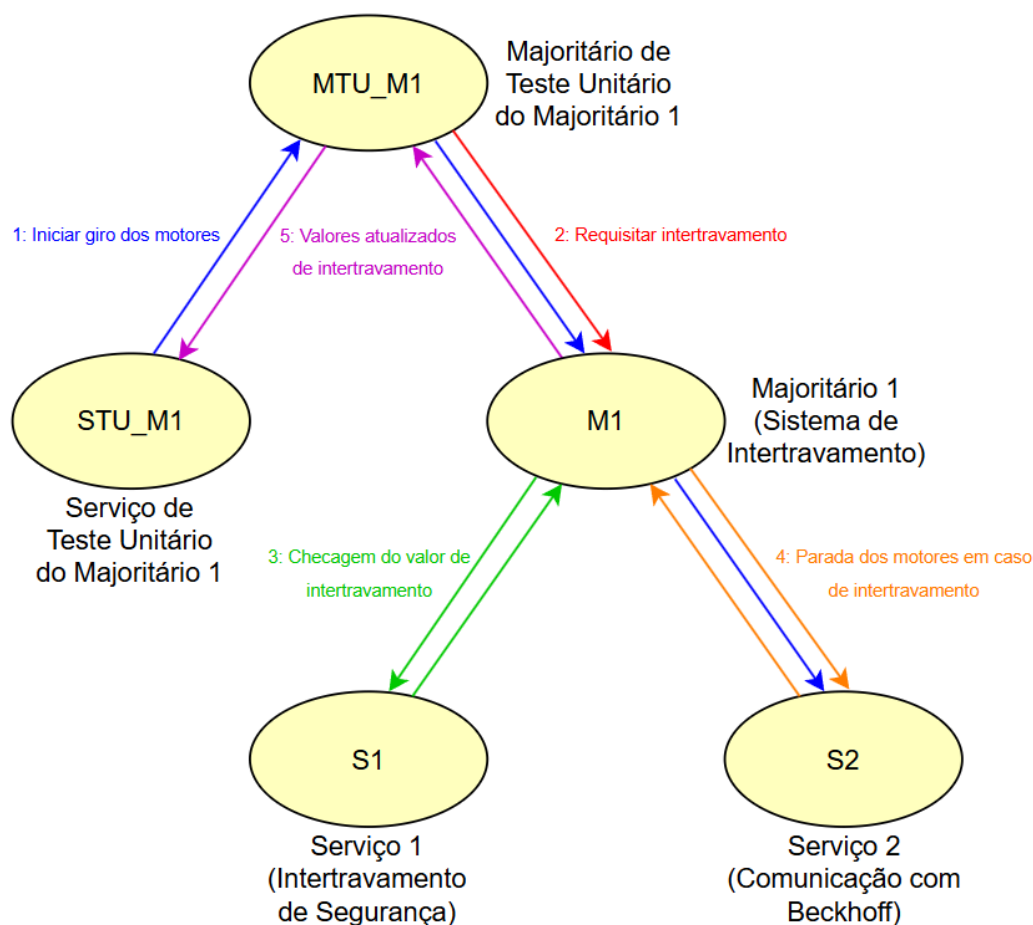 MTU_M1
Majoritário de
Teste Unitário
do Majoritário 1
1: Iniciar giro dos motores
5: Valores atualizados
de intertravamento
2: Requisitar intertravamento
STU_M1
Serviço de
Teste Unitário
do Majoritário 1
M1
Majoritário 1
(Sistema de
Intertravamento)
3: Checagem do valor de
intertravamento
4: Parada dos motores em caso
de intertravamento
S1
Serviço 1
(Intertravamento
de Segurança)
S2
Serviço 2
(Comunicação com
Beckhoff)